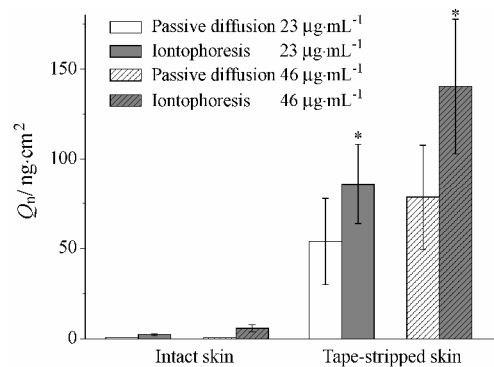 Passive diffusion 23 μg·mL⁻¹
Iontophoresis 23 μg·mL⁻¹
Passive diffusion 46 μg·mL⁻¹
Iontophoresis 46 μg·mL⁻¹
*
*
150
100
50
0
Qn/ ng·cm²
Intact skin Tape-stripped skin